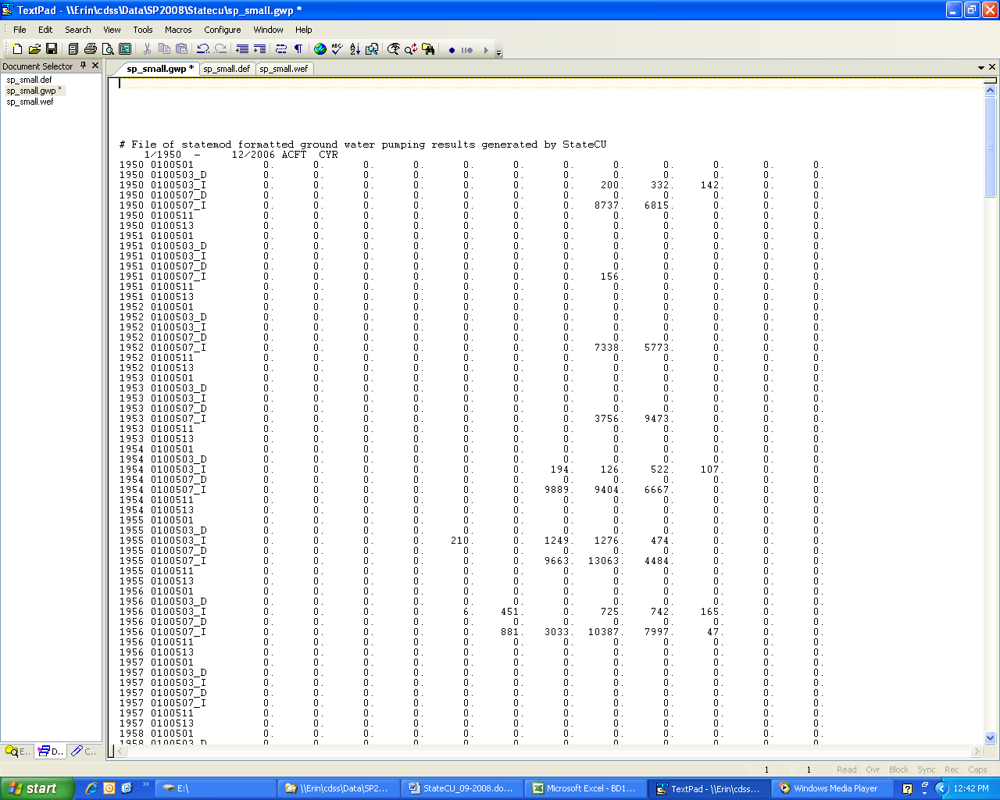 TextPad - \\Erin\cdss\Data\SP2008\Statecu\sp_small.gwp *
File Edit Search View Tools Macros Configure Window Help
Document Selector
sp_small.def
sp_small.gwp *
sp_small.wef
sp_small.gwp * sp_small.def sp_small.wef
# File of statemod formatted ground water pumping results generated by StateCU
1/1950 - 12/2006 ACFT CYR
1950 0100501 0. 0. 0. 0. 0. 0. 0. 0. 0. 0. 0. 0.
1950 0100503_D 0. 0. 0. 0. 0. 0. 0. 0. 0. 0. 0. 0.
1950 0100503_I 0. 0. 0. 0. 0. 0. 0. 200. 332. 142. 0. 0.
1950 0100507_D 0. 0. 0. 0. 0. 0. 0. 0. 0. 0. 0. 0.
1950 0100507_I 0. 0. 0. 0. 0. 0. 0. 8737. 6815. 0. 0. 0.
1950 0100511 0. 0. 0. 0. 0. 0. 0. 0. 0. 0. 0. 0.
1950 0100513 0. 0. 0. 0. 0. 0. 0. 0. 0. 0. 0. 0.
1951 0100501 0. 0. 0. 0. 0. 0. 0. 0. 0. 0. 0. 0.
1951 0100503_D 0. 0. 0. 0. 0. 0. 0. 0. 0. 0. 0. 0.
1951 0100503_I 0. 0. 0. 0. 0. 0. 0. 0. 0. 0. 0. 0.
1951 0100507_D 0. 0. 0. 0. 0. 0. 0. 0. 0. 0. 0. 0.
1951 0100507_I 0. 0. 0. 0. 0. 0. 0. 156. 0. 0. 0. 0.
1951 0100511 0. 0. 0. 0. 0. 0. 0. 0. 0. 0. 0. 0.
1951 0100513 0. 0. 0. 0. 0. 0. 0. 0. 0. 0. 0. 0.
1952 0100501 0. 0. 0. 0. 0. 0. 0. 0. 0. 0. 0. 0.
1952 0100503_D 0. 0. 0. 0. 0. 0. 0. 0. 0. 0. 0. 0.
1952 0100503_I 0. 0. 0. 0. 0. 0. 0. 0. 0. 0. 0. 0.
1952 0100507_D 0. 0. 0. 0. 0. 0. 0. 0. 0. 0. 0. 0.
1952 0100507_I 0. 0. 0. 0. 0. 0. 0. 7338. 5773. 0. 0. 0.
1952 0100511 0. 0. 0. 0. 0. 0. 0. 0. 0. 0. 0. 0.
1952 0100513 0. 0. 0. 0. 0. 0. 0. 0. 0. 0. 0. 0.
1953 0100501 0. 0. 0. 0. 0. 0. 0. 0. 0. 0. 0. 0.
1953 0100503_D 0. 0. 0. 0. 0. 0. 0. 0. 0. 0. 0. 0.
1953 0100503_I 0. 0. 0. 0. 0. 0. 0. 0. 0. 0. 0. 0.
1953 0100507_D 0. 0. 0. 0. 0. 0. 0. 0. 0. 0. 0. 0.
1953 0100507_I 0. 0. 0. 0. 0. 0. 0. 3756. 9473. 0. 0. 0.
1953 0100511 0. 0. 0. 0. 0. 0. 0. 0. 0. 0. 0. 0.
1953 0100513 0. 0. 0. 0. 0. 0. 0. 0. 0. 0. 0. 0.
1954 0100501 0. 0. 0. 0. 0. 0. 0. 0. 0. 0. 0. 0.
1954 0100503_D 0. 0. 0. 0. 0. 0. 0. 0. 0. 0. 0. 0.
1954 0100503_I 0. 0. 0. 0. 0. 0. 194. 126. 522. 107. 0. 0.
1954 0100507_D 0. 0. 0. 0. 0. 0. 0. 0. 0. 0. 0. 0.
1954 0100507_I 0. 0. 0. 0. 0. 0. 9889. 9404. 6667. 0. 0. 0.
1954 0100511 0. 0. 0. 0. 0. 0. 0. 0. 0. 0. 0. 0.
1954 0100513 0. 0. 0. 0. 0. 0. 0. 0. 0. 0. 0. 0.
1955 0100501 0. 0. 0. 0. 0. 0. 0. 0. 0. 0. 0. 0.
1955 0100503_D 0. 0. 0. 0. 0. 0. 0. 0. 0. 0. 0. 0.
1955 0100503_I 0. 0. 0. 0. 210. 0. 1249. 1276. 474. 0. 0. 0.
1955 0100507_D 0. 0. 0. 0. 0. 0. 0. 0. 0. 0. 0. 0.
1955 0100507_I 0. 0. 0. 0. 0. 0. 9663. 13063. 4484. 0. 0. 0.
1955 0100511 0. 0. 0. 0. 0. 0. 0. 0. 0. 0. 0. 0.
1955 0100513 0. 0. 0. 0. 0. 0. 0. 0. 0. 0. 0. 0.
1956 0100501 0. 0. 0. 0. 0. 0. 0. 0. 0. 0. 0. 0.
1956 0100503_D 0. 0. 0. 0. 0. 0. 0. 0. 0. 0. 0. 0.
1956 0100503_I 0. 0. 0. 0. 6. 451. 0. 725. 742. 165. 0. 0.
1956 0100507_D 0. 0. 0. 0. 0. 0. 0. 0. 0. 0. 0. 0.
1956 0100507_I 0. 0. 0. 0. 0. 881. 3033. 10387. 7997. 47. 0. 0.
1956 0100511 0. 0. 0. 0. 0. 0. 0. 0. 0. 0. 0. 0.
1956 0100513 0. 0. 0. 0. 0. 0. 0. 0. 0. 0. 0. 0.
1957 0100501 0. 0. 0. 0. 0. 0. 0. 0. 0. 0. 0. 0.
1957 0100503_D 0. 0. 0. 0. 0. 0. 0. 0. 0. 0. 0. 0.
1957 0100503_I 0. 0. 0. 0. 0. 0. 0. 0. 0. 0. 0. 0.
1957 0100507_D 0. 0. 0. 0. 0. 0. 0. 0. 0. 0. 0. 0.
1957 0100507_I 0. 0. 0. 0. 0. 0. 0. 0. 0. 0. 0. 0.
1957 0100511 0. 0. 0. 0. 0. 0. 0. 0. 0. 0. 0. 0.
1957 0100513 0. 0. 0. 0. 0. 0. 0. 0. 0. 0. 0. 0.
1958 0100501 0. 0. 0. 0. 0. 0. 0. 0. 0. 0. 0. 0.
1958 0100503_D 0. 0. 0. 0. 0. 0. 0. 0. 0. 0. 0. 0.
E.. D.. C..
1 1 Read Ovr Block Sync Rec Caps
start E:\ \\Erin\cdss\Data\SP2... StateCU_09-2008.do... Microsoft Excel - BD1... TextPad - \\Erin\cdss... Windows Media Player 12:42 PM